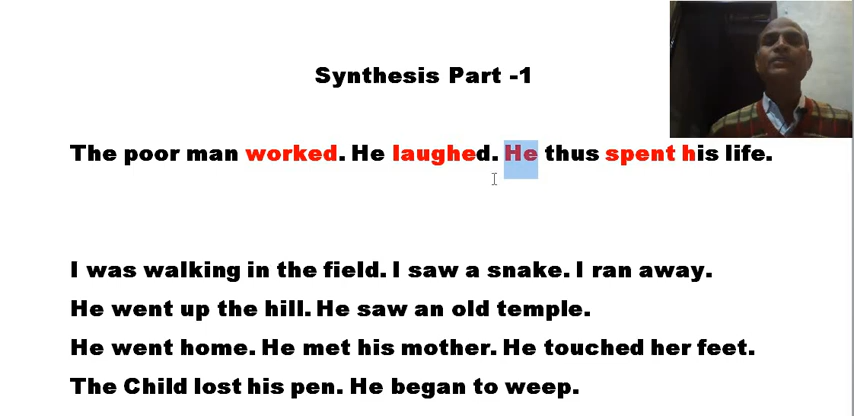 Synthesis Part -1
The poor man worked. He laughed. He thus spent his life.
I was walking in the field. I saw a snake. I ran away.
He went up the hill. He saw an old temple.
He went home. He met his mother. He touched her feet.
The Child lost his pen. He began to weep.